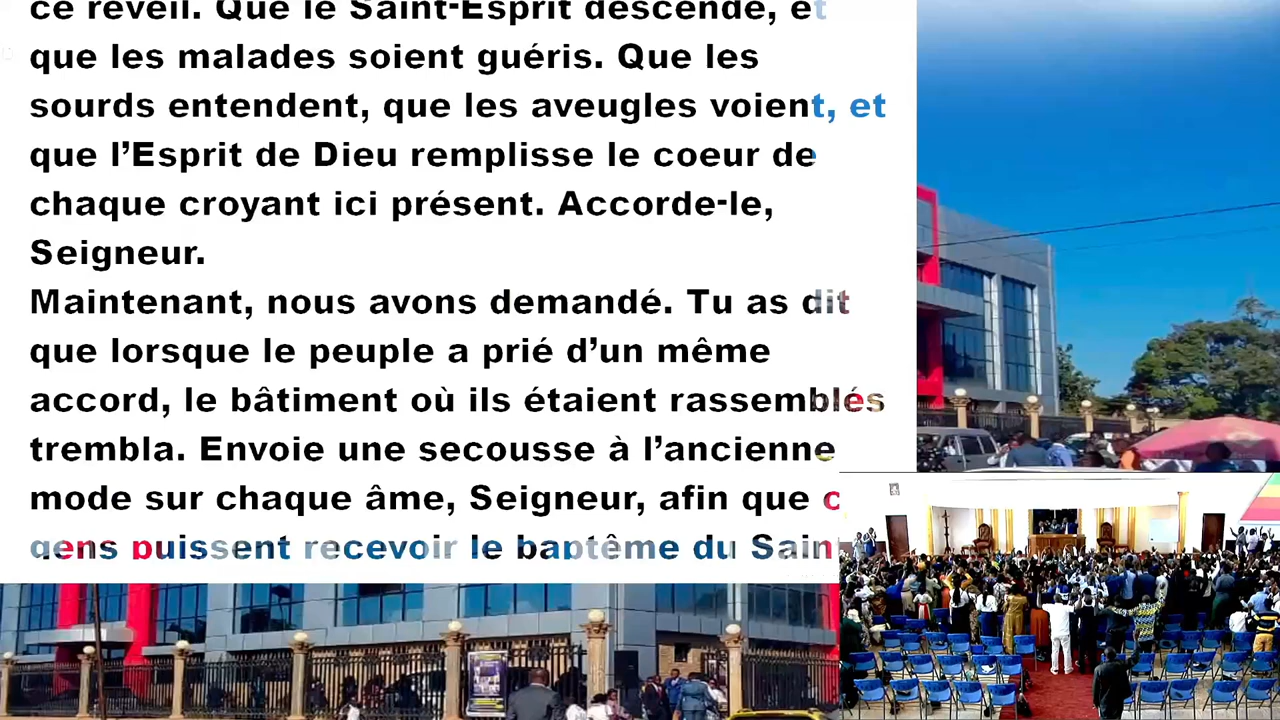 ce réveil. Que le Saint-Esprit descende, et
que les malades soient guéris. Que les
sourds entendent, que les aveugles voient, et
que l’Esprit de Dieu remplisse le coeur de
chaque croyant ici présent. Accorde-le,
Seigneur.
Maintenant, nous avons demandé. Tu as dit
que lorsque le peuple a prié d’un même
accord, le bâtiment où ils étaient rassemblés
trembla. Envoie une secousse à l’ancienne
mode sur chaque âme, Seigneur, afin que c
gens puissent recevoir le baptême du Sain